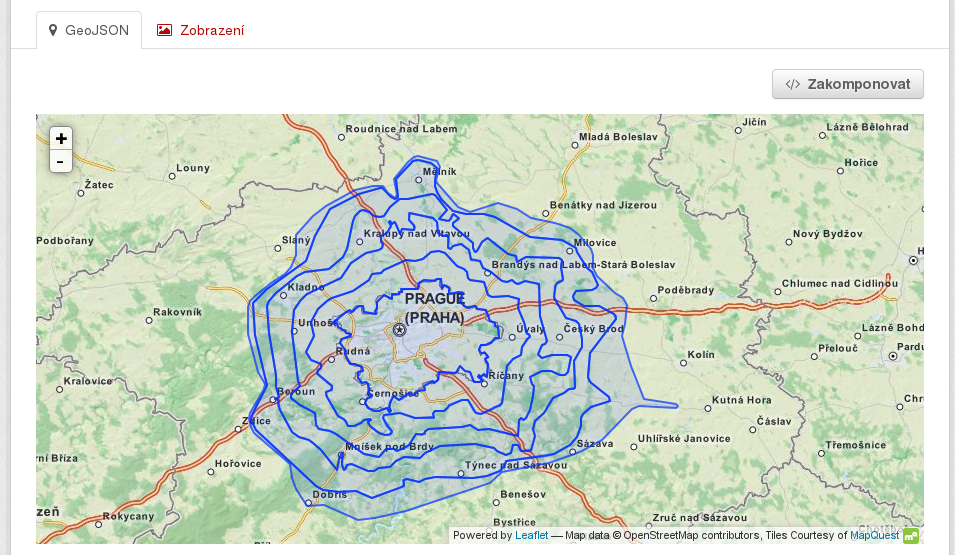 GeoJSON
Zobrazení
</> Zakomponovat
+
-
Roudnice nad Labem
Mladá Boleslav
Jičín
Lázně Bělohrad
Louny
Žatec
Mělník
Hořice
Benátky nad Jizerou
Podbořany
Slaný
Kralupy nad Vltavou
Milovice
Nový Bydžov
H
Brandýs nad Labem-Stará Boleslav
Kladno
Poděbrady
Chlumec nad Cidlinou
Rakovník
PRAGUE
(PRAHA)
Unhoš
Úvaly
Český Brod
Lázně Bohd
Rudná
Kolín
Přelouč
Pardu
Kralovice
Říčany
Beroun
Černošice
Kutná Hora
Chr
Zdice
Čáslav
Mníšek pod Brdy
Sázava
Uhlířské Janovice
Třemošnice
rní Bříza
Hořovice
Týnec nad Sázavou
Dobříš
Benešov
zeň
Rokycany
Bystřice
Zruč nad Sázavou
Powered by Leaflet — Map data © OpenStreetMap contributors, Tiles Courtesy of MapQuest